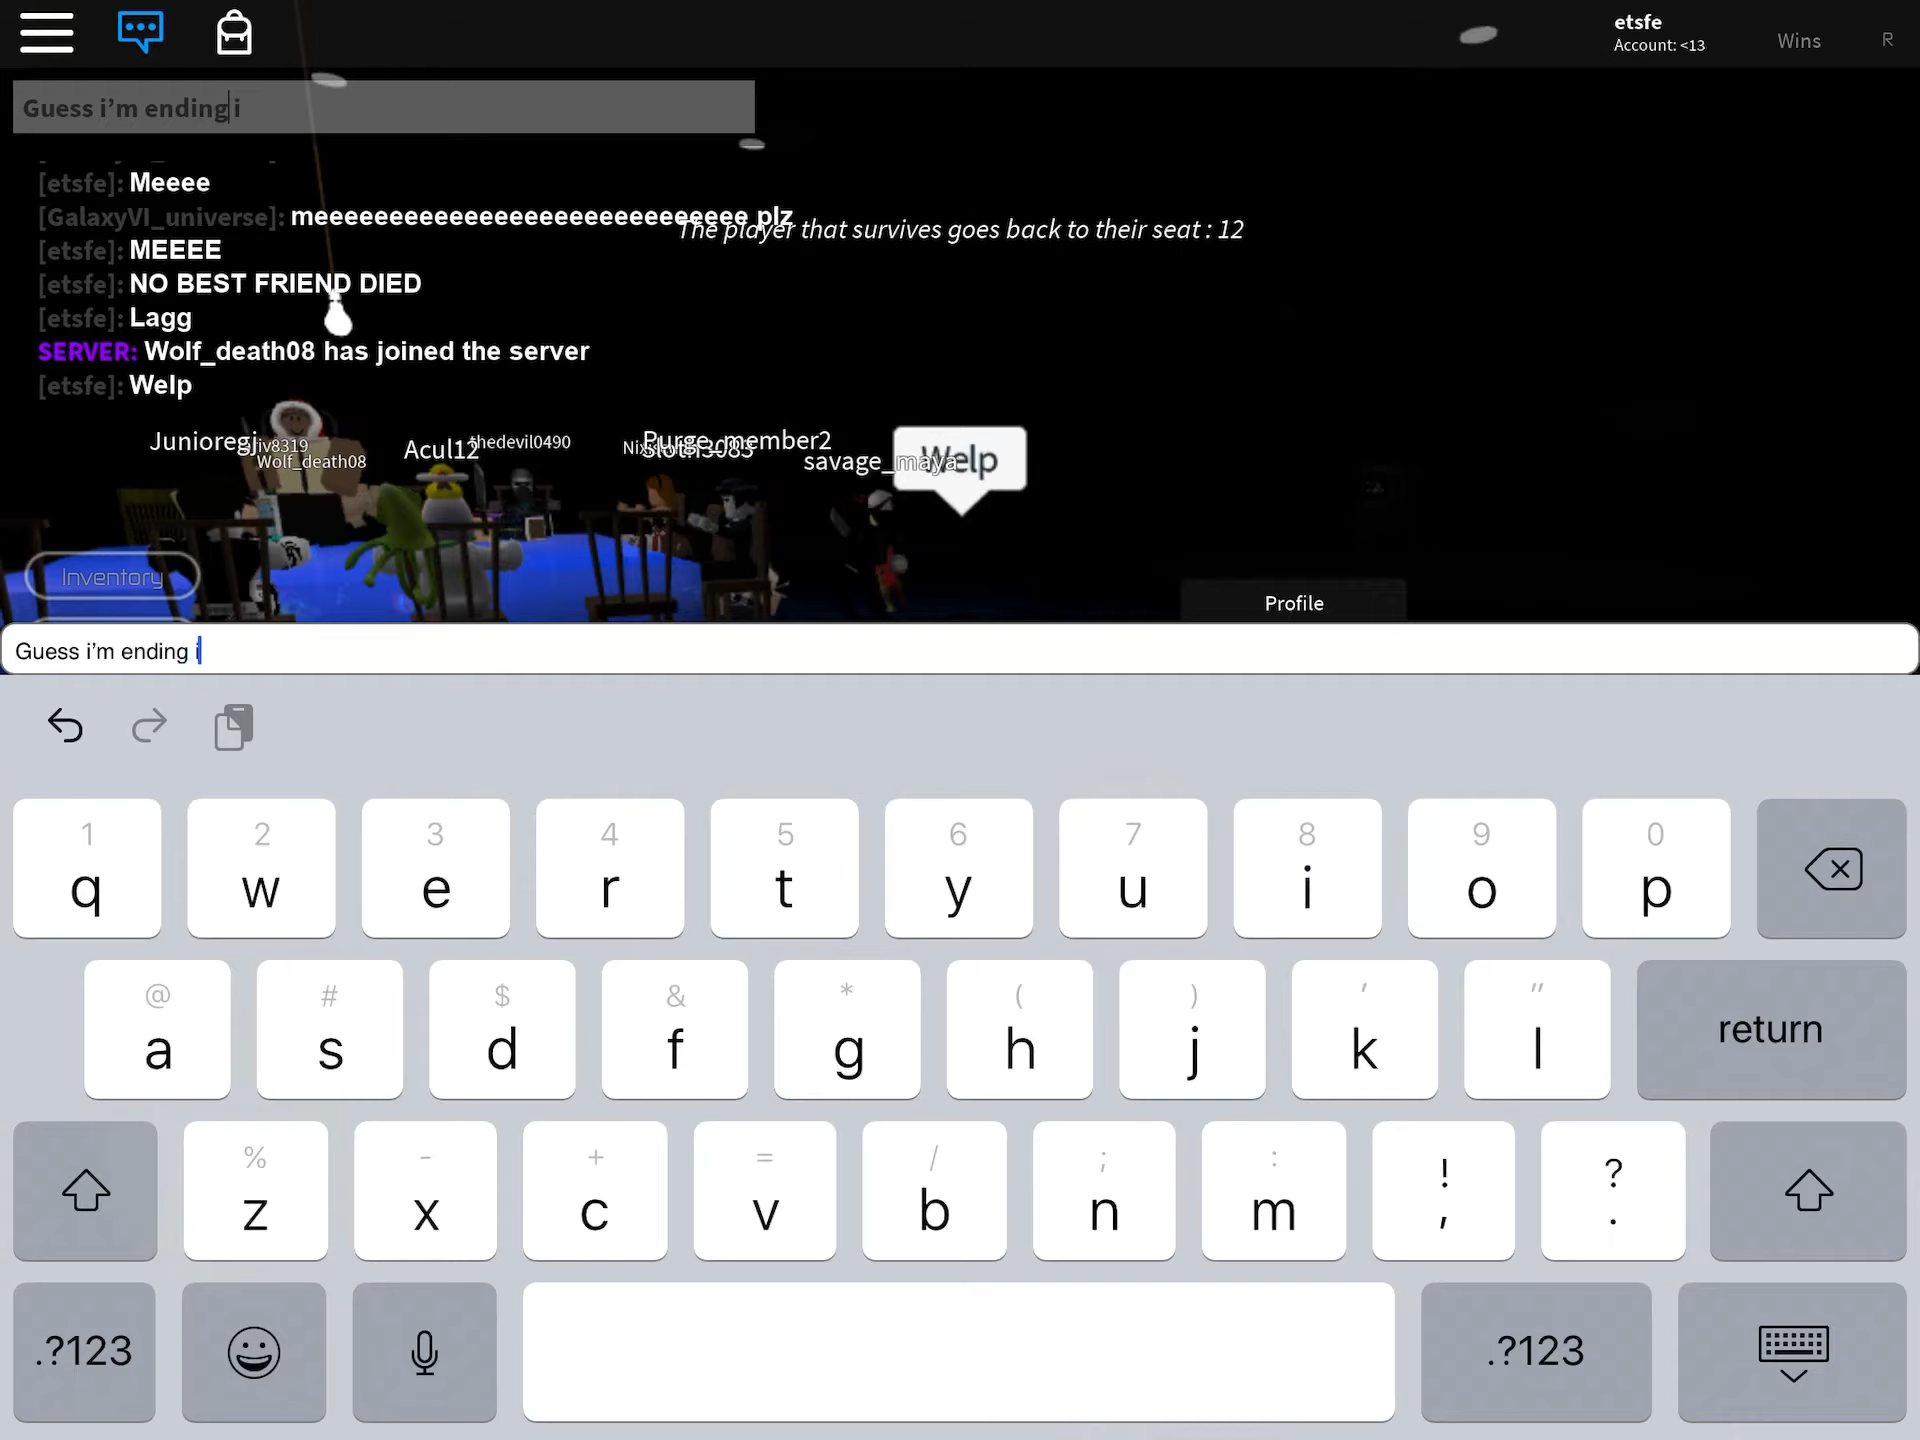 etsfe
Account: <13
Wins
R
Guess i’m ending i
[etsfe]: Meeee
[GalaxyVI_universe]: meeeeeeeeeeeeeeeeeeeeeeeeeeeee plz
The player that survives goes back to their seat : 12
[etsfe]: MEEEE
[etsfe]: NO BEST FRIEND DIED
[etsfe]: Lagg
SERVER: Wolf_death08 has joined the server
[etsfe]: Welp
Junioregj
Wolf_death08
Acul12
thedevil0490
Purge_member2
savage_maya
Welp
Inventory
Profile
Guess i’m ending i
1 2 3 4 5 6 7 8 9 0
q w e r t y u i o p
@ # $ & * ( ) ' "
a s d f g h j k l return
% - + = / ; : ! ?
z x c v b n m , .
.?123 .?123